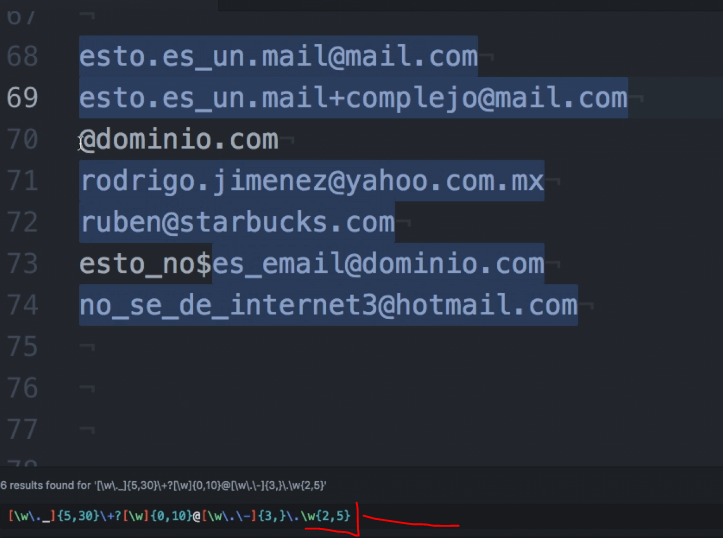 67 ¬
68 esto.es_un.mail@mail.com¬
69 esto.es_un.mail+complejo@mail.com¬
70 @dominio.com¬
71 rodrigo.jimenez@yahoo.com.mx¬
72 ruben@starbucks.com¬
73 esto_no$es_email@dominio.com¬
74 no_se_de_internet3@hotmail.com¬
75 ¬
76 ¬
77 ¬
78
6 results found for '[\w\._]{5,30}\+?[\w]{0,10}@[\w\.\-]{3,}\.\w{2,5}'
[\w\._]{5,30}\+?[\w]{0,10}@[\w\.\-]{3,}\.\w{2,5}